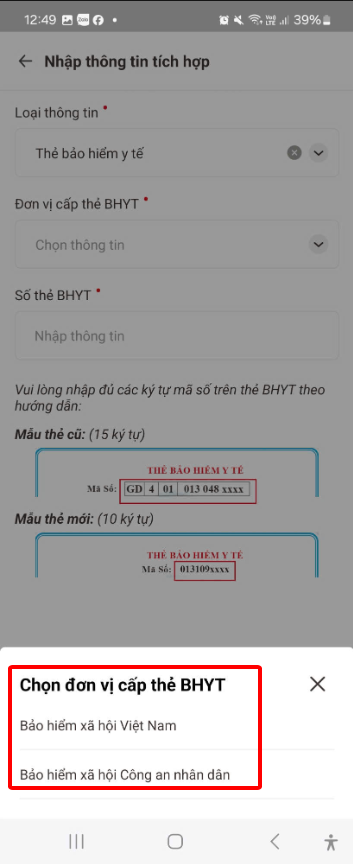 12:49
39%
Nhập thông tin tích hợp
Loại thông tin *
Thẻ bảo hiểm y tế
Đơn vị cấp thẻ BHYT *
Chọn thông tin
Số thẻ BHYT *
Nhập thông tin
Vui lòng nhập đủ các ký tự mã số trên thẻ BHYT theo
hướng dẫn:
Mẫu thẻ cũ: (15 ký tự)
THẺ BẢO HIỂM Y TẾ
Mã Số: GD 4 01 013 048 xxxx
Mẫu thẻ mới: (10 ký tự)
THẺ BẢO HIỂM Y TẾ
Mã Số: 013109xxxx
Chọn đơn vị cấp thẻ BHYT
Bảo hiểm xã hội Việt Nam
Bảo hiểm xã hội Công an nhân dân